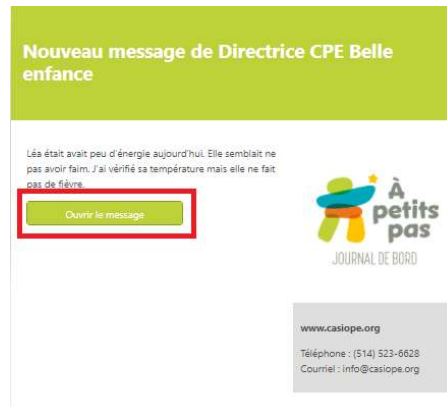 Nouveau message de Directrice CPE Belle
enfance
Léa était avait peu d'énergie aujourd'hui. Elle semblait ne
pas avoir faim. J'ai vérifié sa température mais elle ne fait
pas de fièvre.
Ouvrir le message
À
petits
pas
JOURNAL DE BORD
www.casiope.org
Téléphone : (514) 523-6628
Courriel : info@casiope.org